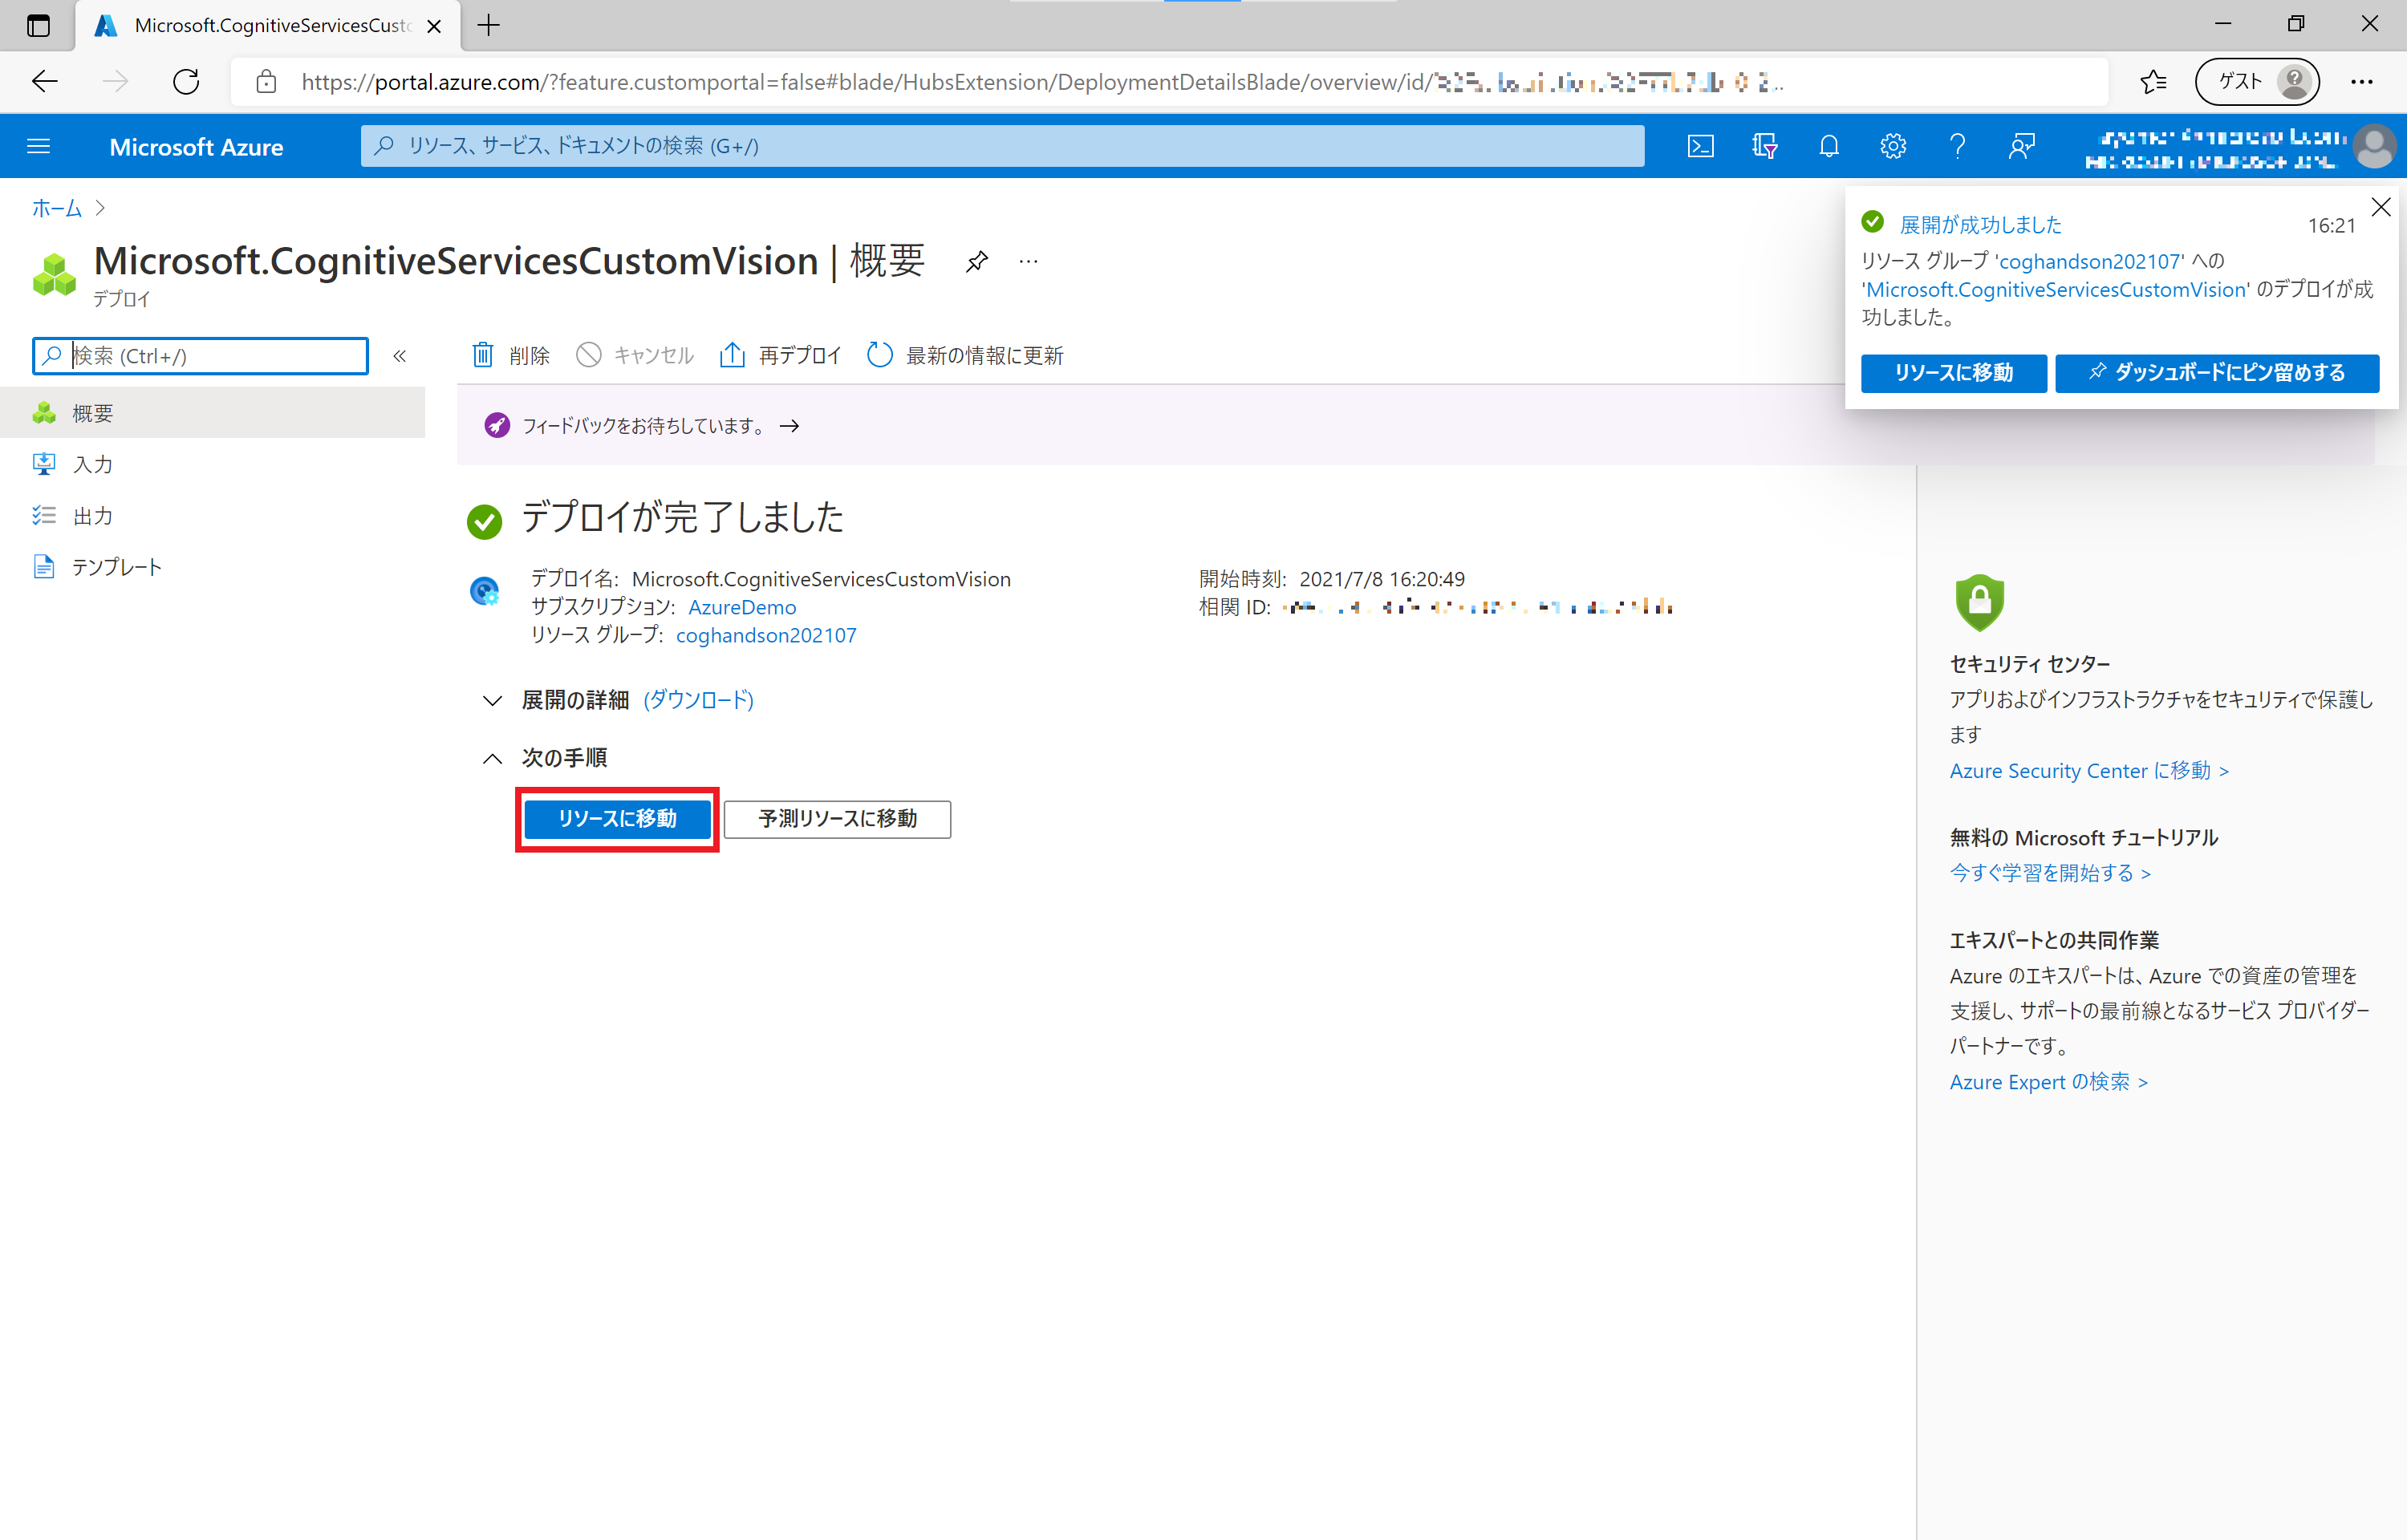 Microsoft.CognitiveServicesCusto
https://portal.azure.com/?feature.customportal=false#blade/HubsExtension/DeploymentDetailsBlade/overview/id/
ゲスト
Microsoft Azure
リソース、サービス、ドキュメントの検索 (G+/)
ホーム
Microsoft.CognitiveServicesCustomVision | 概要
デプロイ
展開が成功しました
16:21
リソース グループ 'coghandson202107' への
'Microsoft.CognitiveServicesCustomVision' のデプロイが成
功しました。
リソースに移動
ダッシュボードにピン留めする
検索 (Ctrl+/)
概要
入力
出力
テンプレート
削除
キャンセル
再デプロイ
最新の情報に更新
フィードバックをお待ちしています。 →
デプロイが完了しました
デプロイ名: Microsoft.CognitiveServicesCustomVision
サブスクリプション: AzureDemo
リソース グループ: coghandson202107
開始時刻: 2021/7/8 16:20:49
相関 ID:
展開の詳細 (ダウンロード)
次の手順
リソースに移動
予測リソースに移動
セキュリティ センター
アプリおよびインフラストラクチャをセキュリティで保護し
ます
Azure Security Center に移動 >
無料の Microsoft チュートリアル
今すぐ学習を開始する >
エキスパートとの共同作業
Azure のエキスパートは、Azure での資産の管理を
支援し、サポートの最前線となるサービス プロバイダー
パートナーです。
Azure Expert の検索 >